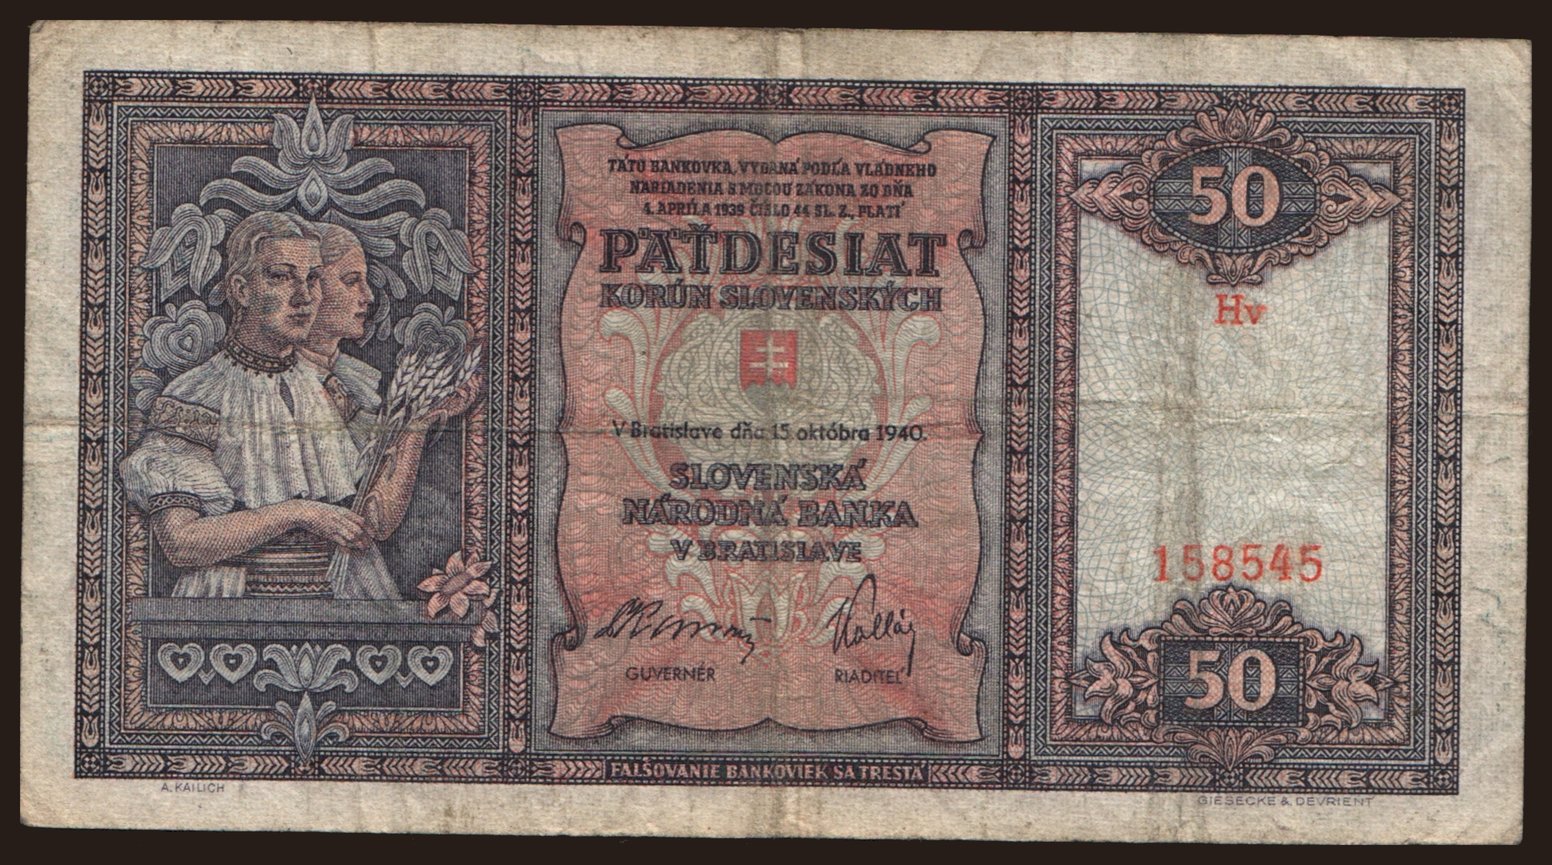 TÁTO BANKOVKA, VYDANÁ PODĽA VLÁDNEHO
NARIADENIA S MOCOU ZÁKONA ZO DŇA
4. APRÍLA 1939 ČÍSLO 44 SL. Z., PLATÍ
PÄŤDESIAT
KORÚN SLOVENSKÝCH
V Bratislave dňa 15 októbra 1940.
SLOVENSKÁ
NÁRODNÁ BANKA
V BRATISLAVE
GUVERNÉR
RIADITEĽ
FALŠOVANIE BANKOVIEK SA TRESTÁ
50
Hv
158545
50
A. KAILICH
GIESECKE & DEVRIENT